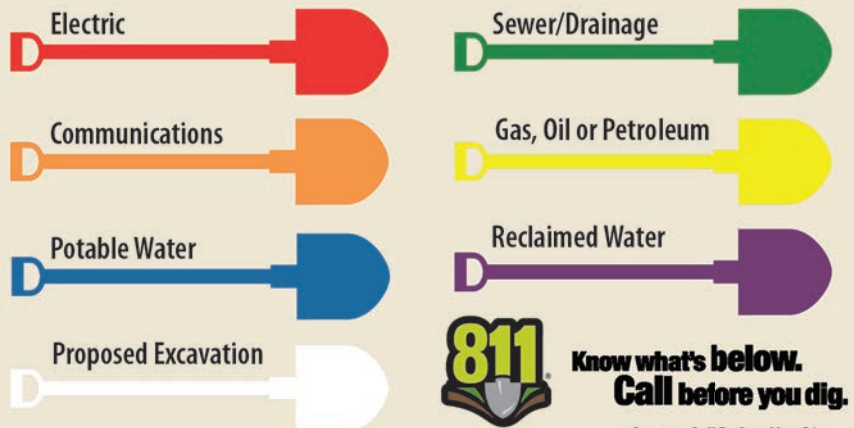 Electric
Communications
Potable Water
Proposed Excavation
Sewer/Drainage
Gas, Oil or Petroleum
Reclaimed Water
811
®
Know what's below.
Call before you dig.